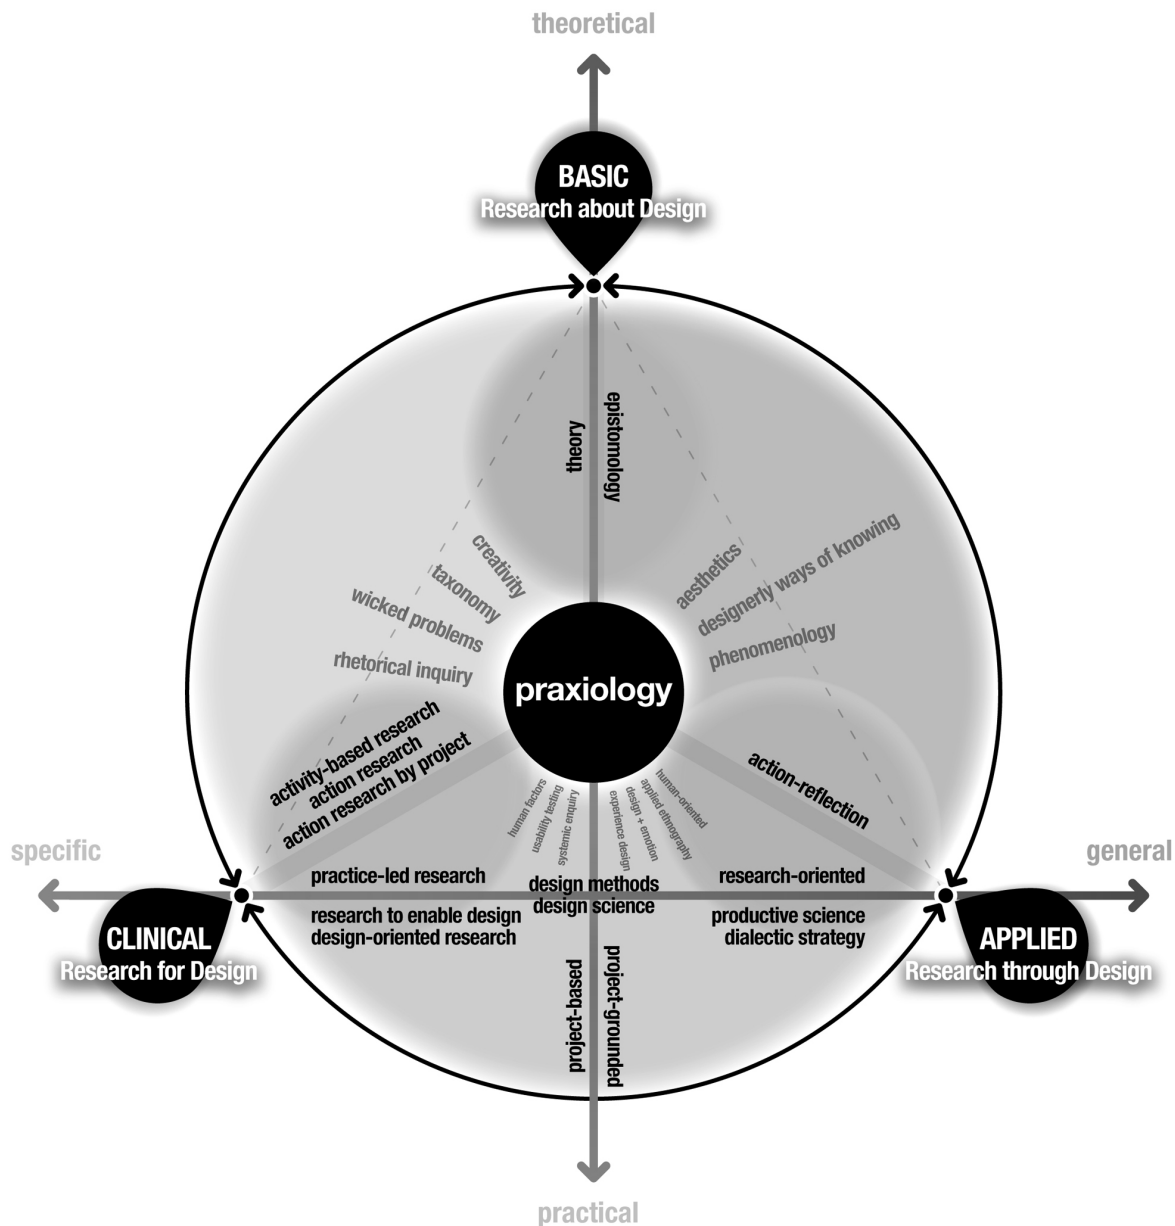 theoretical
BASIC
Research about Design
theory
epistomology
creativity
taxonomy
wicked problems
rhetorical inquiry
aesthetics
designerly ways of knowing
phenomenology
praxiology
activity-based research
action research
action research by project
human factors
usability testing
systemic enquiry
experience design
design + emotion
applied ethnography
human-oriented
action-reflection
specific
general
practice-led research
design methods
design science
research-oriented
research to enable design
design-oriented research
productive science
dialectic strategy
CLINICAL
Research for Design
APPLIED
Research through Design
project-based
project-grounded
practical